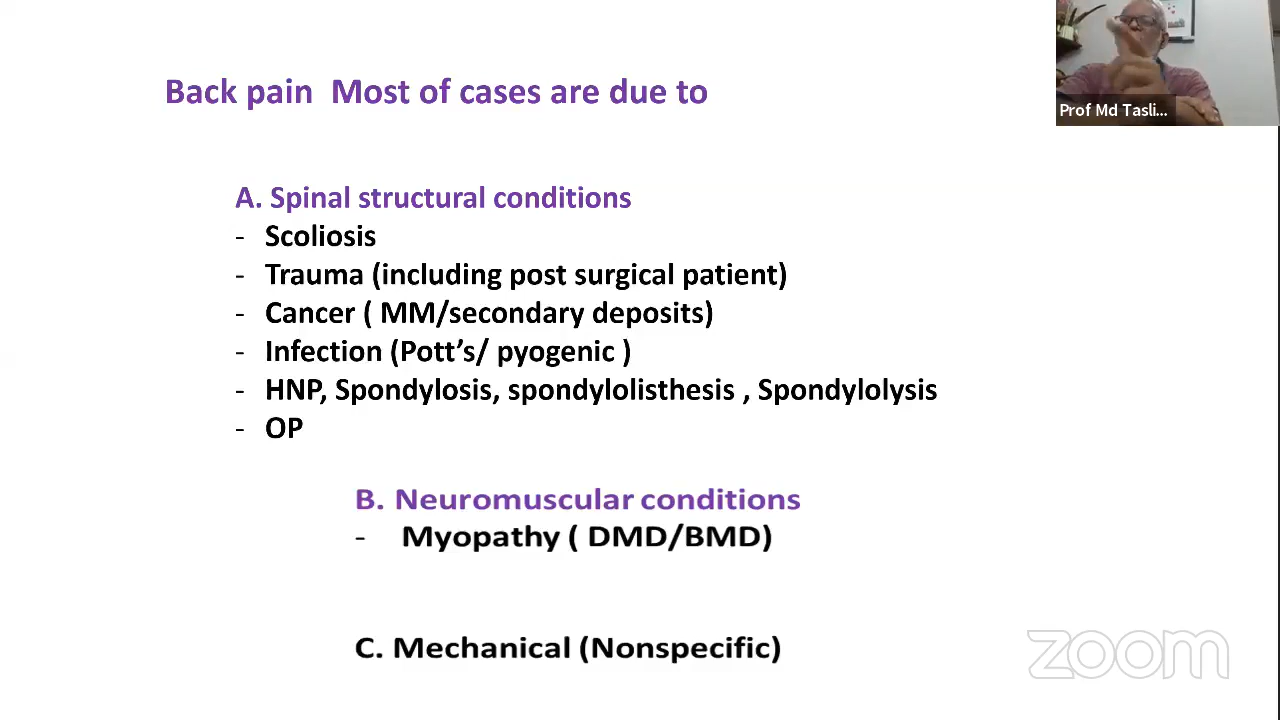 Prof Md Tasli...
Back pain Most of cases are due to
A. Spinal structural conditions
- Scoliosis
- Trauma (including post surgical patient)
- Cancer ( MM/secondary deposits)
- Infection (Pott’s/ pyogenic )
- HNP, Spondylosis, spondylolisthesis , Spondylolysis
- OP
B. Neuromuscular conditions
- Myopathy ( DMD/BMD)
C. Mechanical (Nonspecific)
zoom